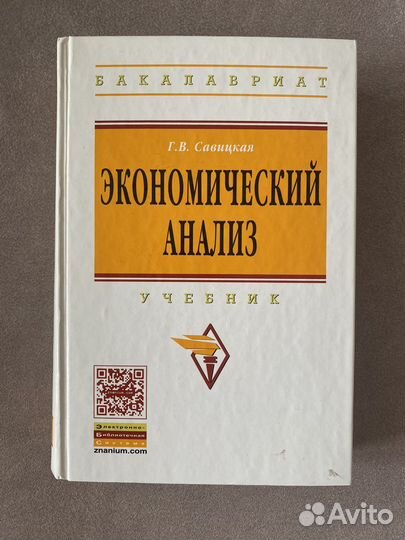 БАКАЛАВРИАТ
Г.В. Савицкая
ЭКОНОМИЧЕСКИЙ
АНАЛИЗ
УЧЕБНИК
Электронно-
Библиотечная
Система
znanium.com
Avito